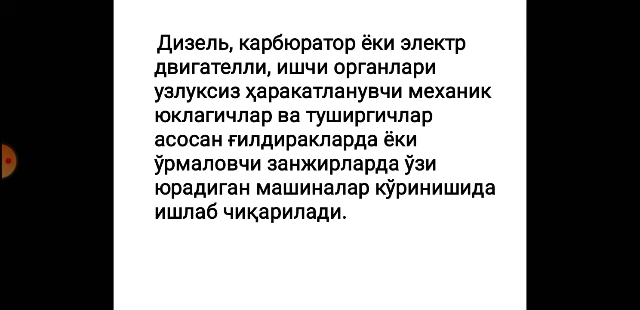 Дизель, карбюратор ёки электр
двигателли, ишчи органлари
узлуксиз ҳаракатланувчи механик
юклагичлар ва туширгичлар
асосан ғилдиракларда ёки
ўрмаловчи занжирларда ўзи
юрадиган машиналар кўринишида
ишлаб чиқарилади.